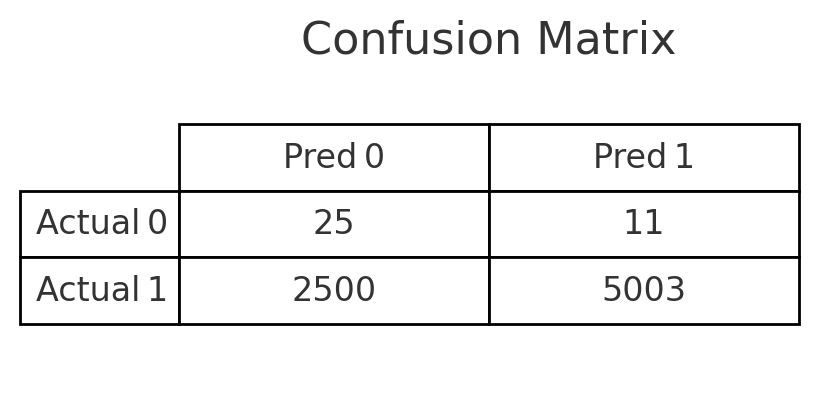 Confusion Matrix
Pred 0 Pred 1
Actual 0 25 11
Actual 1 2500 5003